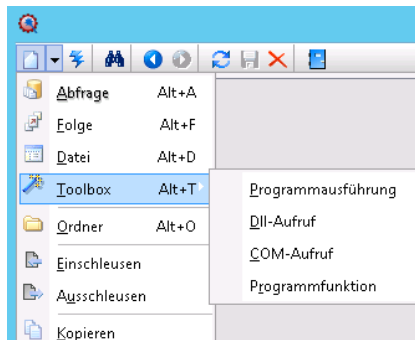 Abfrage Alt+A
Folge Alt+F
Datei Alt+D
Toolbox Alt+T
Programmausführung
Ordner Alt+O
Dll-Aufruf
COM-Aufruf
Einschleusen
Programmfunktion
Ausschleusen
Kopieren